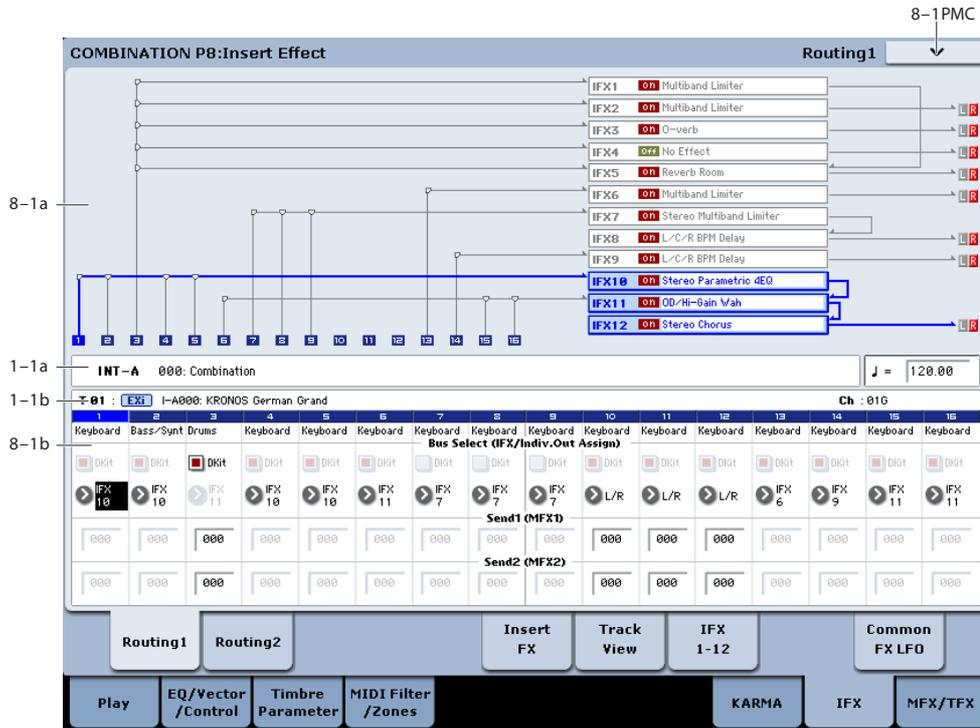 8–1PMC
COMBINATION P8:Insert Effect Routing1
IFX1 On Multiband Limiter
IFX2 On Multiband Limiter L R
IFX3 On O-verb L R
IFX4 Off No Effect L R
IFX5 On Reverb Room L R
IFX6 On Multiband Limiter L R
IFX7 On Stereo Multiband Limiter
IFX8 On L/C/R BPM Delay L R
IFX9 On L/C/R BPM Delay L R
IFX10 On Stereo Parametric 4EQ
IFX11 On OD/Hi-Gain Wah
IFX12 On Stereo Chorus L R
8–1a
1 2 3 4 5 6 7 8 9 10 11 12 13 14 15 16
1–1a
INT-A 000: Combination ♩ = 120.00
1–1b
T 01 : EXi I-A000: KRONOS German Grand Ch : 01G
1 2 3 4 5 6 7 8 9 10 11 12 13 14 15 16
Keyboard Bass/Synt Drums Keyboard Keyboard Keyboard Keyboard Keyboard Keyboard Keyboard Keyboard Keyboard Keyboard Keyboard Keyboard Keyboard
8–1b
Bus Select (IFX/Indiv.Out Assign)
DKit DKit DKit DKit DKit DKit DKit DKit DKit DKit DKit DKit DKit DKit DKit DKit
IFX 10 IFX 10 IFX 11 IFX 10 IFX 10 IFX 11 IFX 7 IFX 7 IFX 7 L/R L/R L/R IFX 6 IFX 9 IFX 11 IFX 11
Send1 (MFX1)
000 000 000 000 000 000 000 000 000 000 000 000 000 000 000 000
Send2 (MFX2)
000 000 000 000 000 000 000 000 000 000 000 000 000 000 000 000
Routing1 Routing2 Insert FX Track View IFX 1-12 Common FX LFO
Play EQ/Vector /Control Timbre Parameter MIDI Filter /Zones KARMA IFX MFX/TFX